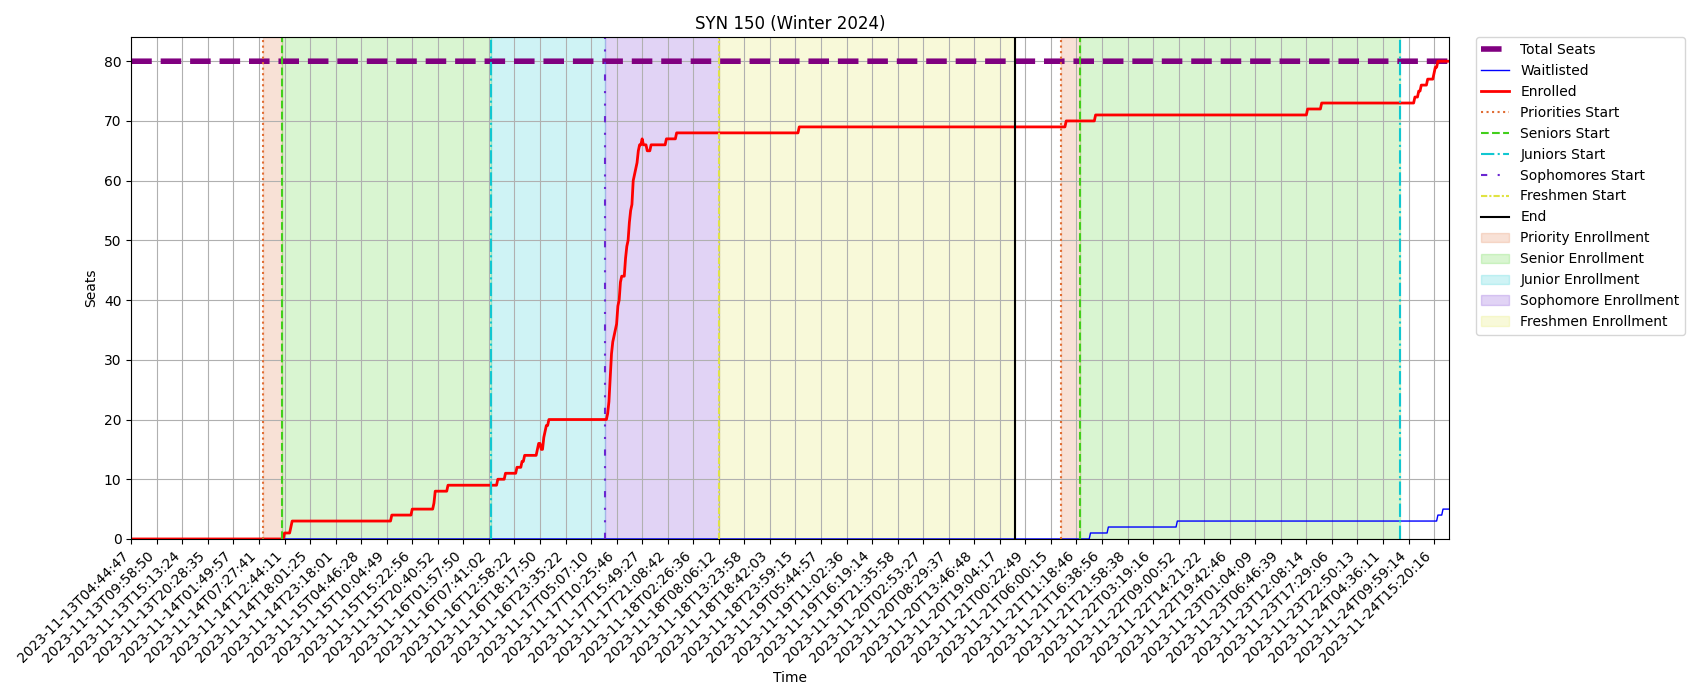 SYN 150 (Winter 2024)
Seats
80
70
60
50
40
30
20
10
0
2023-11-13T04:44:47
2023-11-13T09:58:50
2023-11-13T15:13:24
2023-11-13T20:28:35
2023-11-14T01:49:57
2023-11-14T07:27:41
2023-11-14T12:44:11
2023-11-14T18:01:25
2023-11-14T23:18:01
2023-11-15T04:46:28
2023-11-15T10:04:49
2023-11-15T15:22:56
2023-11-15T20:40:52
2023-11-16T01:57:50
2023-11-16T07:41:02
2023-11-16T12:58:22
2023-11-16T18:17:50
2023-11-16T23:35:22
2023-11-17T05:07:10
2023-11-17T10:25:46
2023-11-17T15:49:27
2023-11-17T21:08:42
2023-11-18T02:26:36
2023-11-18T08:06:12
2023-11-18T13:23:58
2023-11-18T18:42:03
2023-11-18T23:59:15
2023-11-19T05:44:57
2023-11-19T11:02:36
2023-11-19T16:19:14
2023-11-19T21:35:58
2023-11-20T02:53:27
2023-11-20T08:29:37
2023-11-20T13:46:48
2023-11-20T19:04:17
2023-11-21T00:22:49
2023-11-21T06:00:15
2023-11-21T11:18:46
2023-11-21T16:38:56
2023-11-21T21:58:38
2023-11-22T03:19:16
2023-11-22T09:00:52
2023-11-22T14:21:22
2023-11-22T19:42:46
2023-11-23T01:04:09
2023-11-23T06:46:39
2023-11-23T12:08:14
2023-11-23T17:29:06
2023-11-23T22:50:13
2023-11-24T04:36:11
2023-11-24T09:59:14
2023-11-24T15:20:16
Time
Total Seats
Waitlisted
Enrolled
Priorities Start
Seniors Start
Juniors Start
Sophomores Start
Freshmen Start
End
Priority Enrollment
Senior Enrollment
Junior Enrollment
Sophomore Enrollment
Freshmen Enrollment